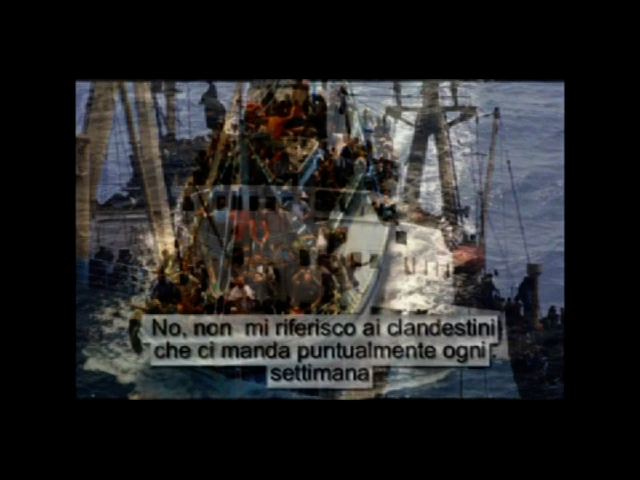 No, non mi riferisco ai clandestini
che ci manda puntualmente ogni
settimana